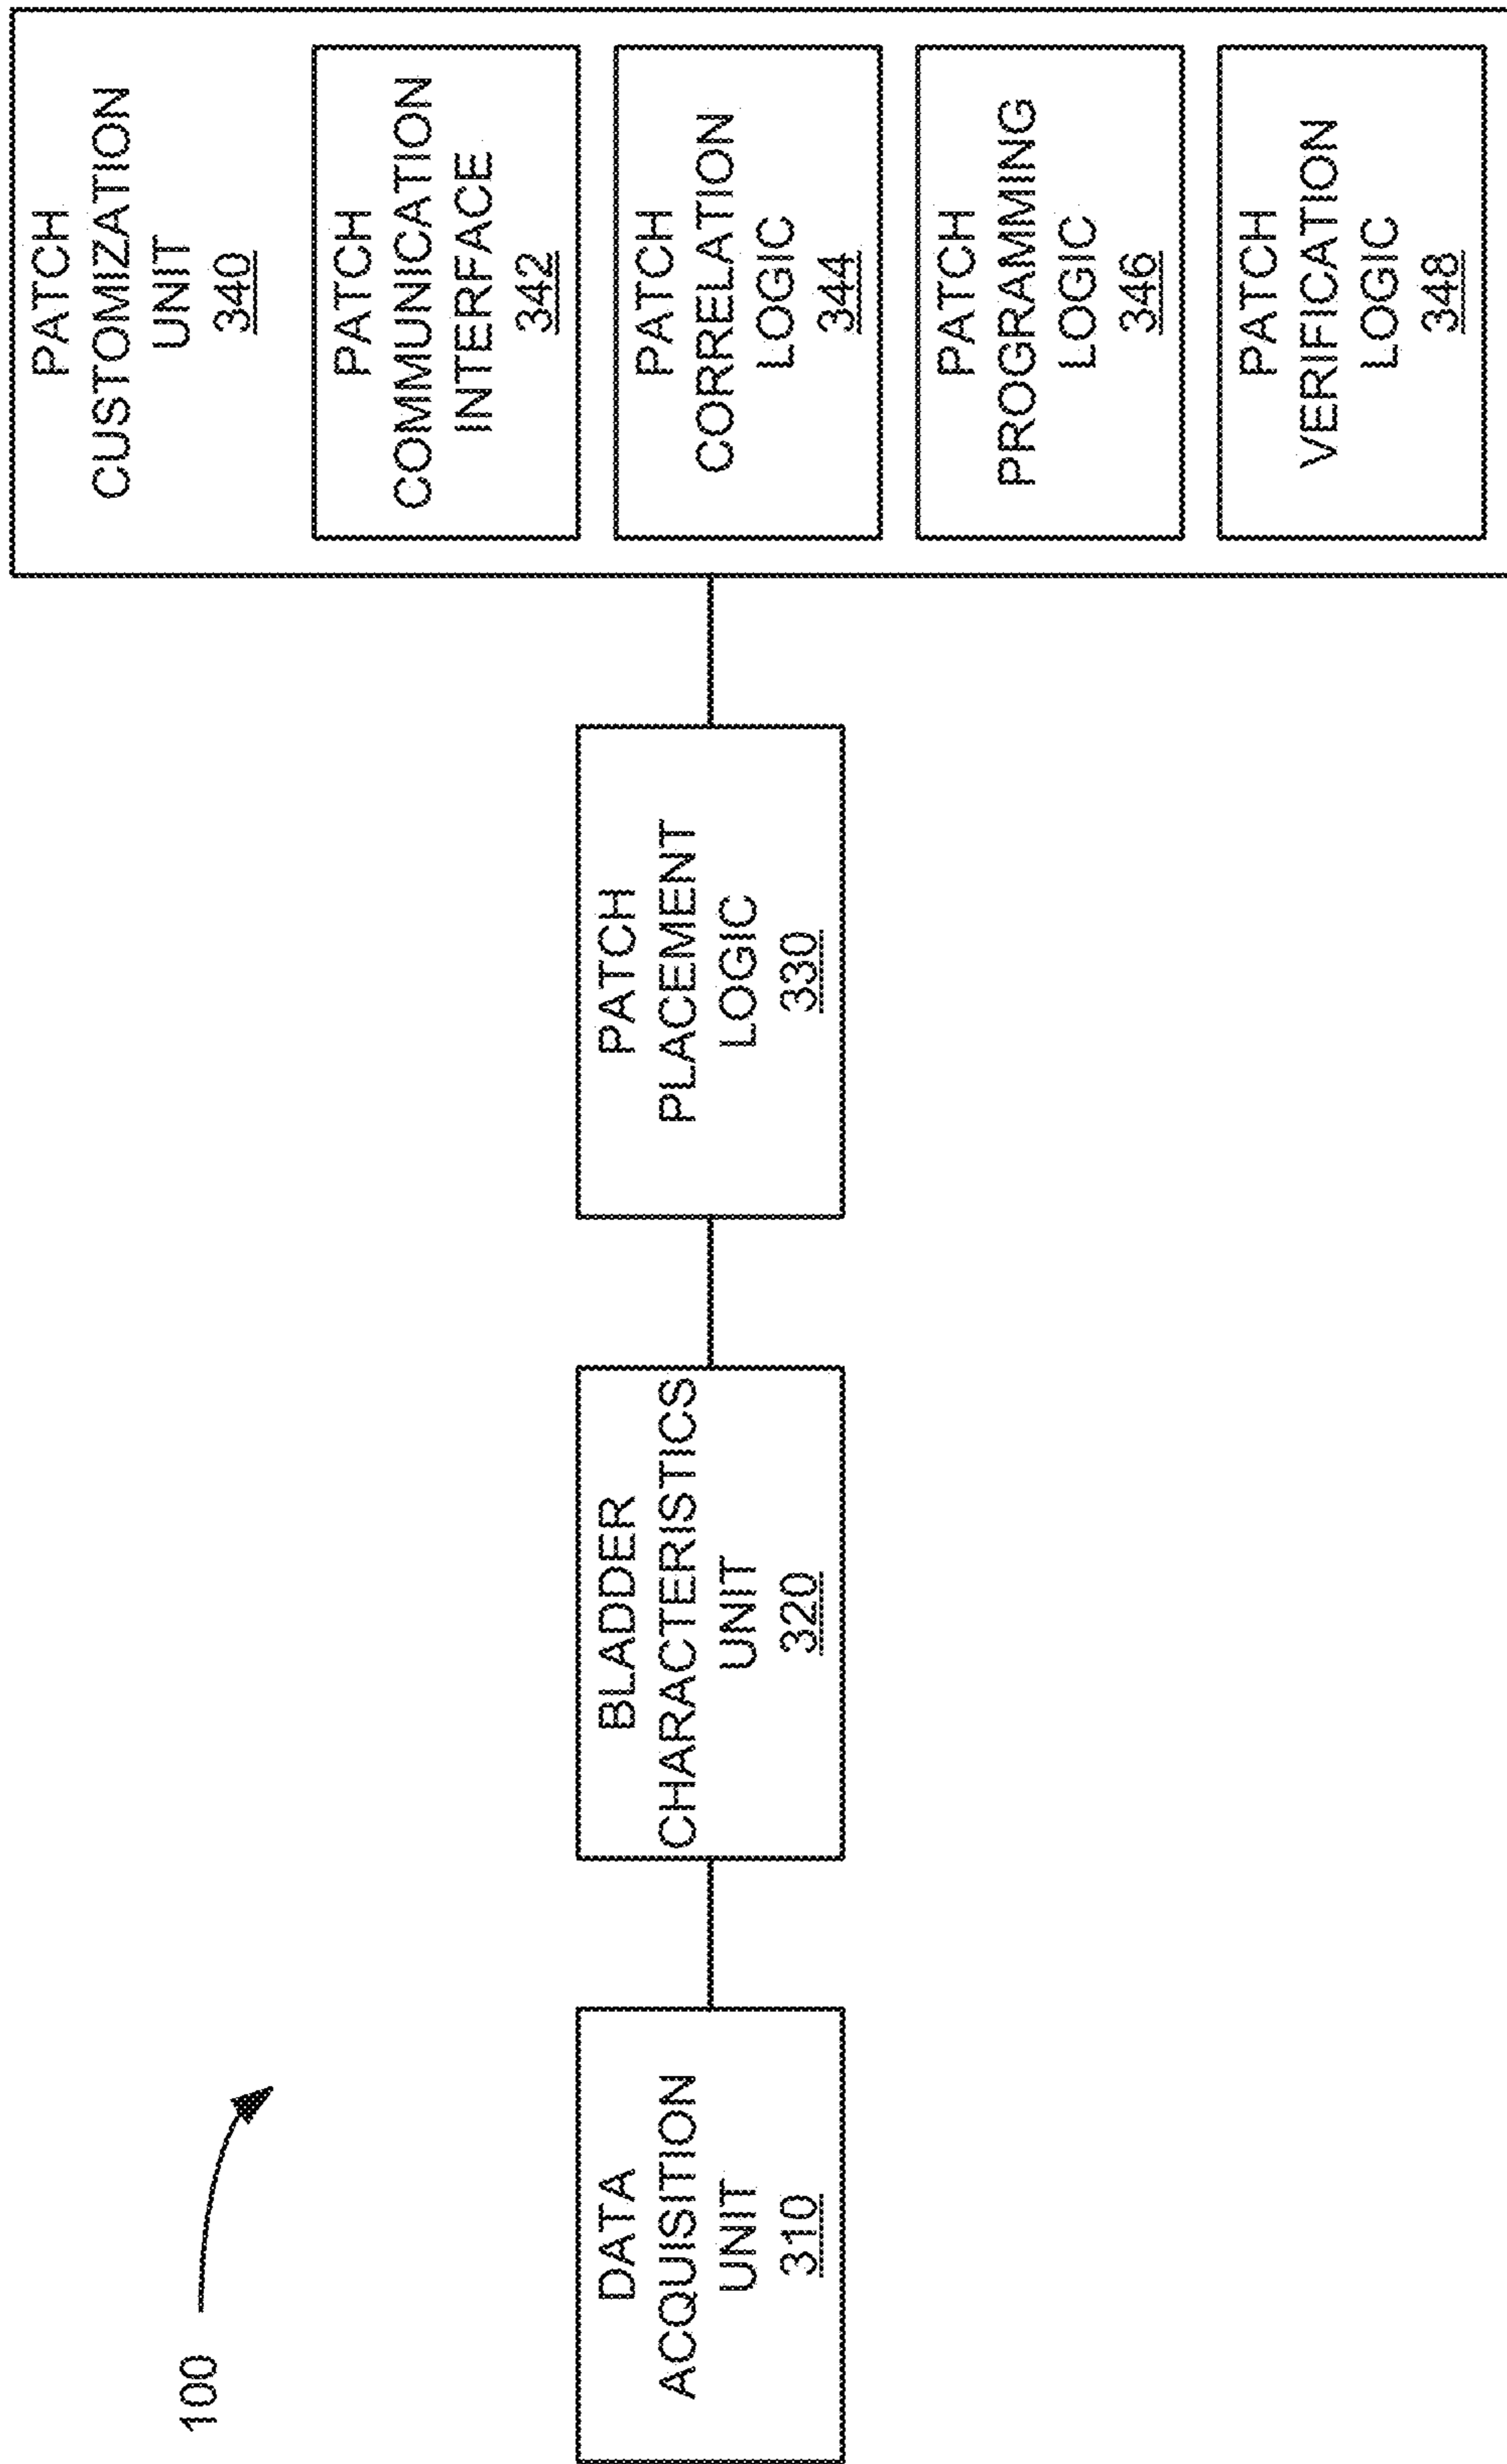 100
DATA
ACQUISITION
UNIT
310
BLADDER
CHARACTERISTICS
UNIT
320
PATCH
PLACEMENT
LOGIC
330
PATCH
CUSTOMIZATION
UNIT
340
PATCH
COMMUNICATION
INTERFACE
342
PATCH
CORRELATION
LOGIC
344
PATCH
PROGRAMMING
LOGIC
346
PATCH
VERIFICATION
LOGIC
348